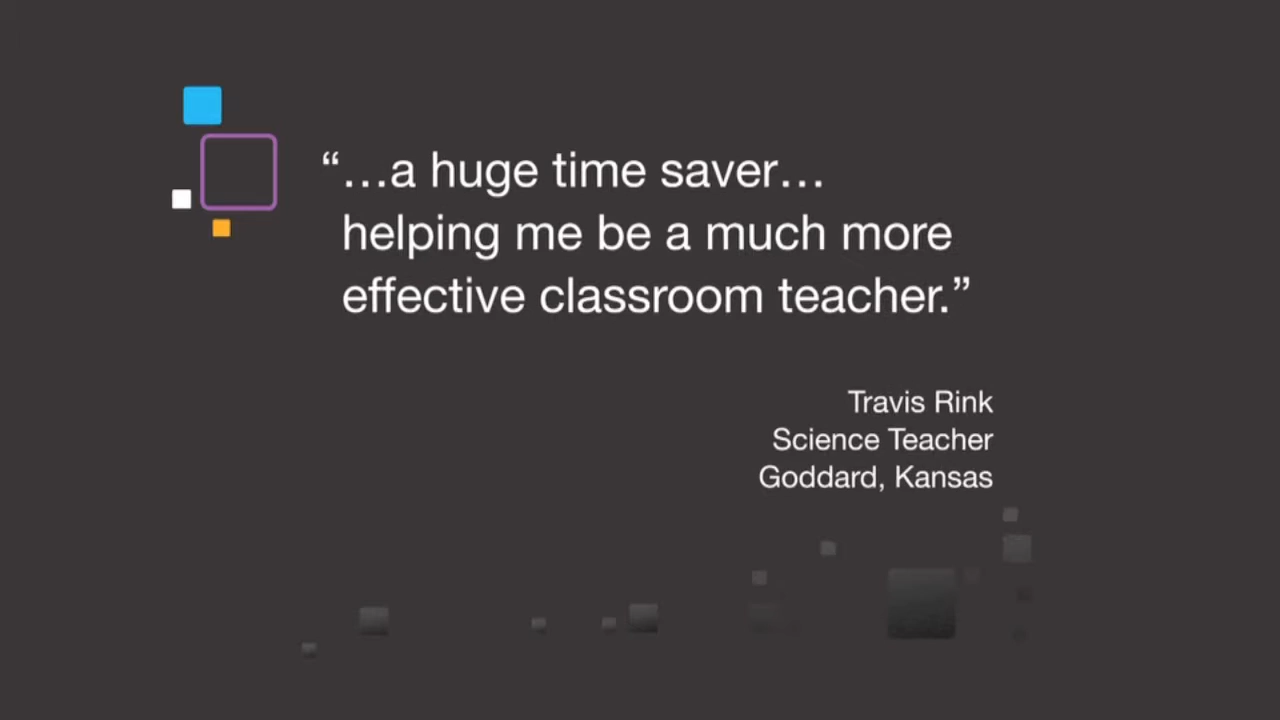 “…a huge time saver…
helping me be a much more
effective classroom teacher.”
Travis Rink
Science Teacher
Goddard, Kansas